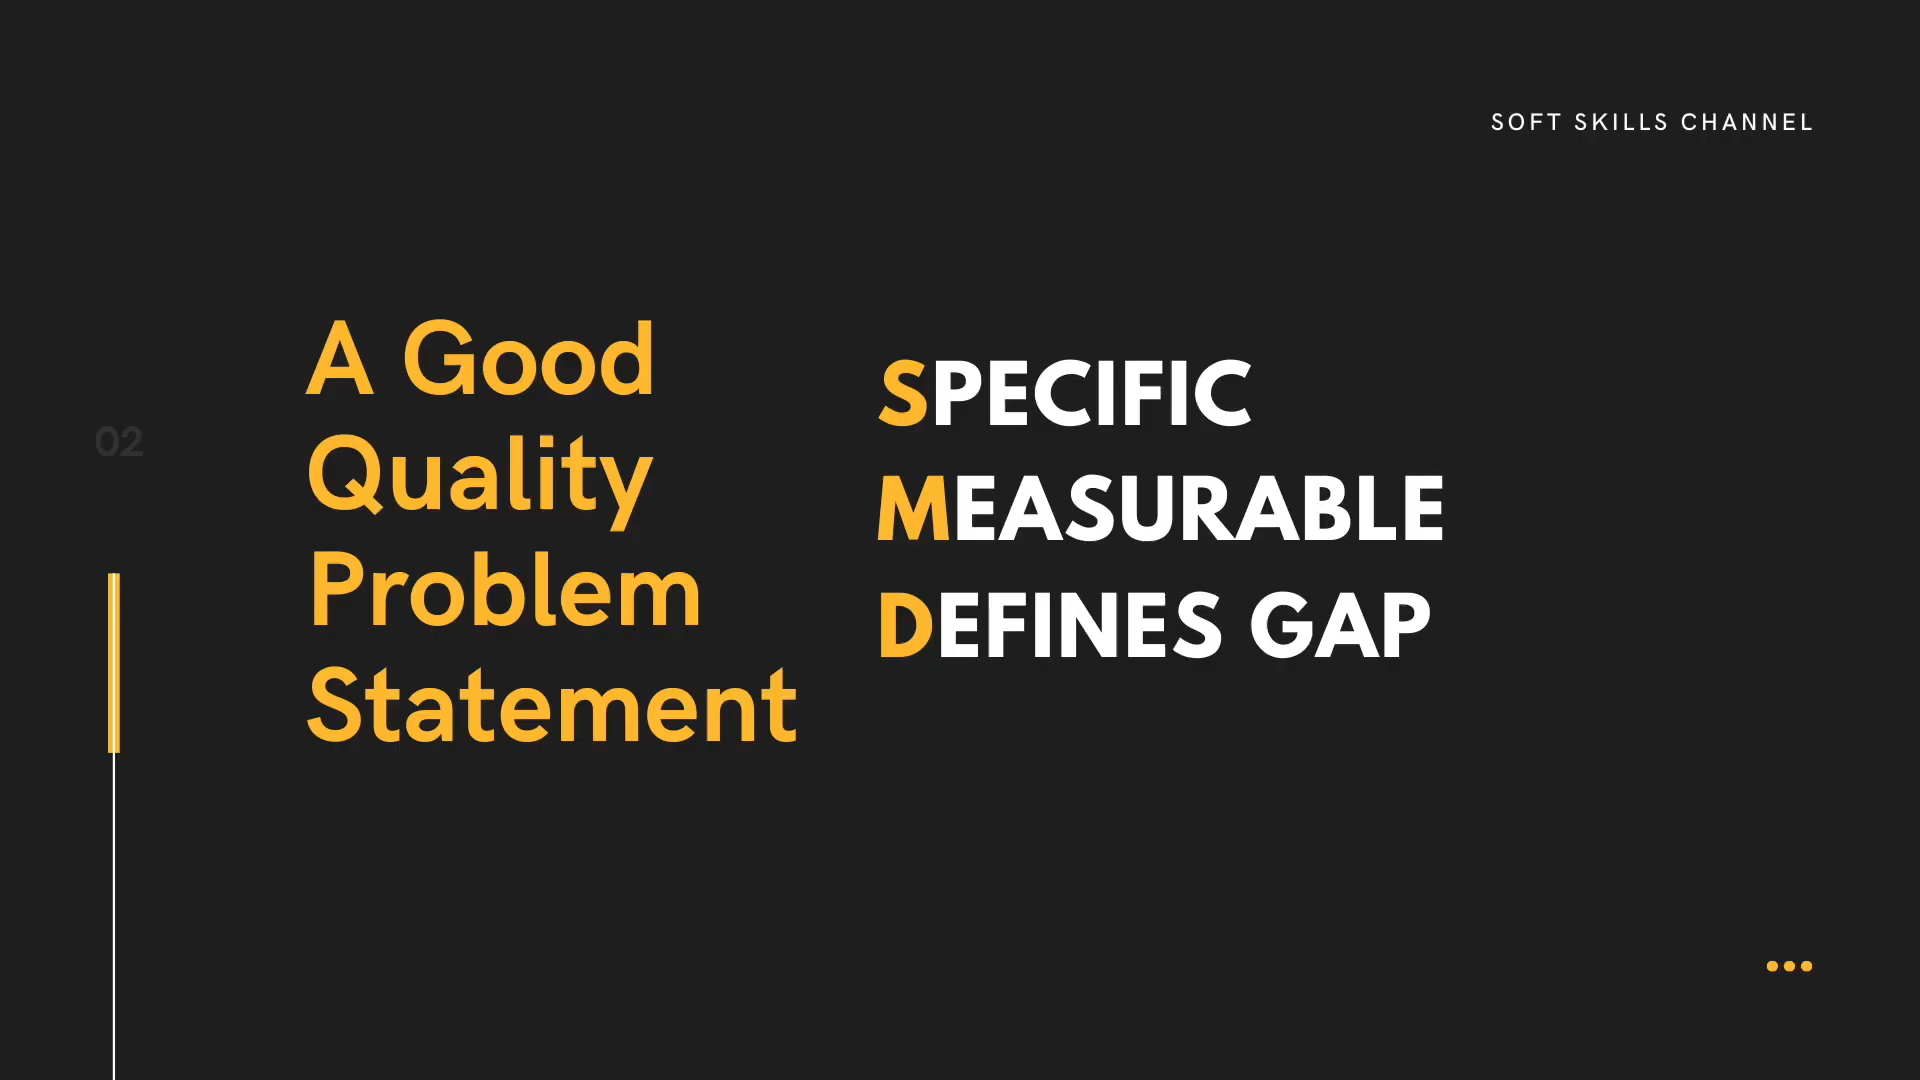 SOFT SKILLS CHANNEL
02
A Good
Quality
Problem
Statement
SPECIFIC
MEASURABLE
DEFINES GAP